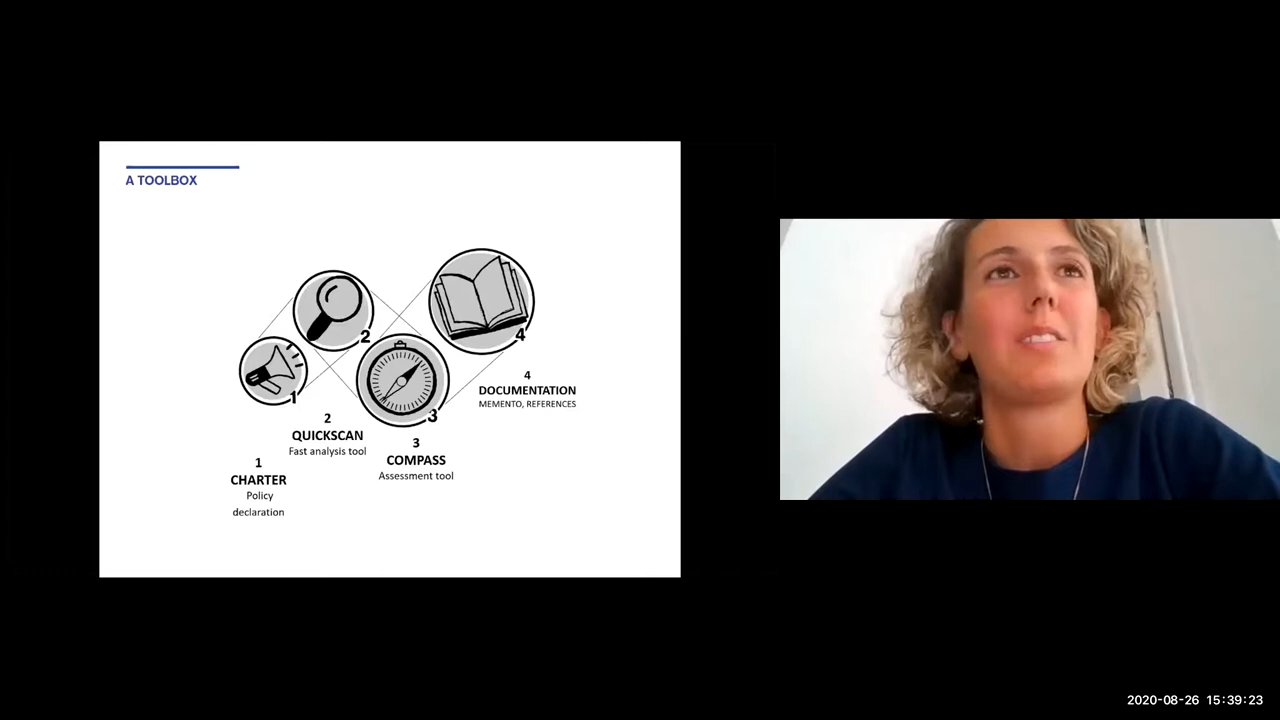 A TOOLBOX
1
2
3
4
4
DOCUMENTATION
MEMENTO, REFERENCES
2
QUICKSCAN
Fast analysis tool
3
COMPASS
Assessment tool
1
CHARTER
Policy
declaration
2020-08-26 15:39:23